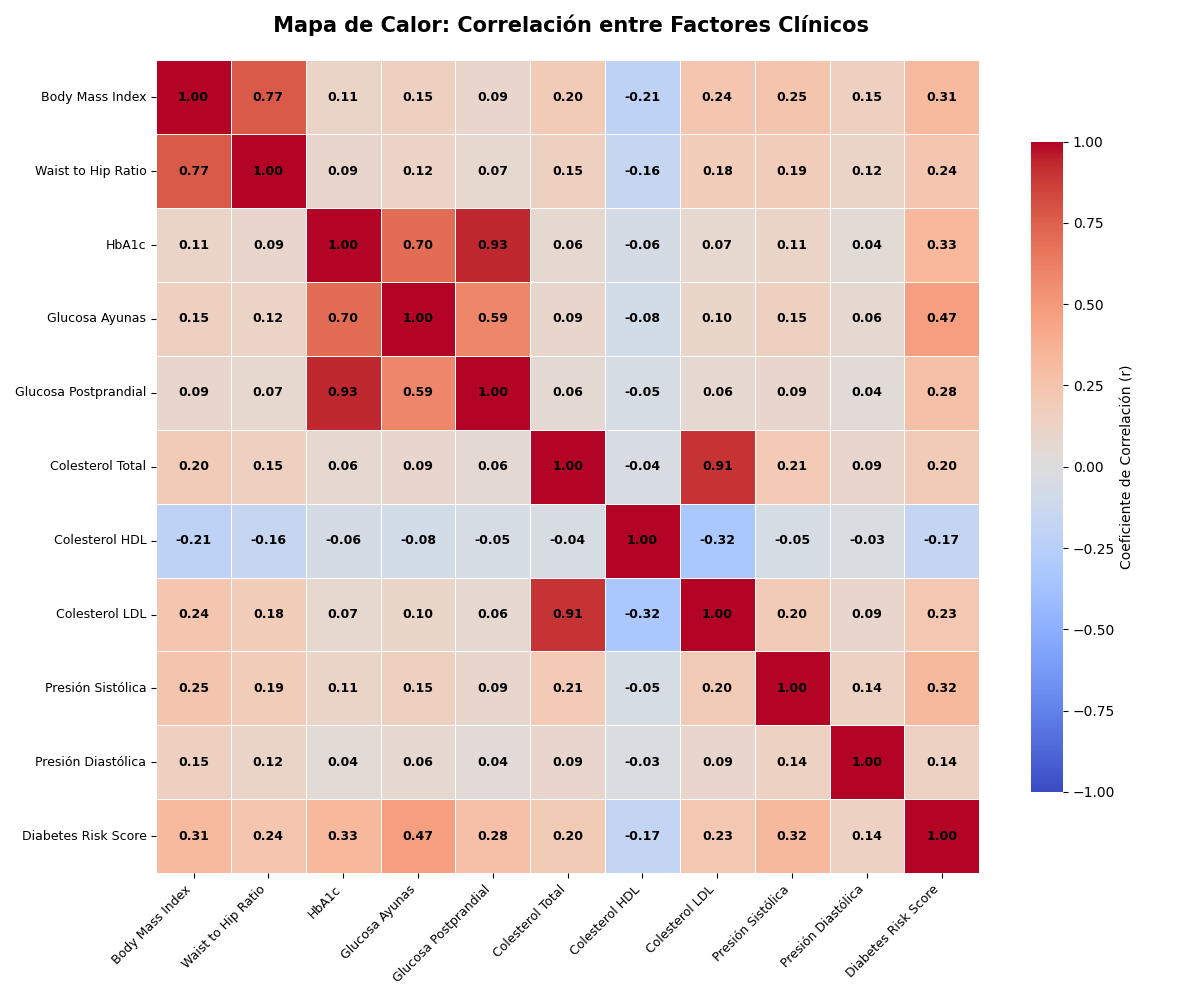 Mapa de Calor: Correlación entre Factores Clínicos
Body Mass Index 1.00 0.77 0.11 0.15 0.09 0.20 -0.21 0.24 0.25 0.15 0.31
Waist to Hip Ratio 0.77 1.00 0.09 0.12 0.07 0.15 -0.16 0.18 0.19 0.12 0.24
HbA1c 0.11 0.09 1.00 0.70 0.93 0.06 -0.06 0.07 0.11 0.04 0.33
Glucosa Ayunas 0.15 0.12 0.70 1.00 0.59 0.09 -0.08 0.10 0.15 0.06 0.47
Glucosa Postprandial 0.09 0.07 0.93 0.59 1.00 0.06 -0.05 0.06 0.09 0.04 0.28
Colesterol Total 0.20 0.15 0.06 0.09 0.06 1.00 -0.04 0.91 0.21 0.09 0.20
Colesterol HDL -0.21 -0.16 -0.06 -0.08 -0.05 -0.04 1.00 -0.32 -0.05 -0.03 -0.17
Colesterol LDL 0.24 0.18 0.07 0.10 0.06 0.91 -0.32 1.00 0.20 0.09 0.23
Presión Sistólica 0.25 0.19 0.11 0.15 0.09 0.21 -0.05 0.20 1.00 0.14 0.32
Presión Diastólica 0.15 0.12 0.04 0.06 0.04 0.09 -0.03 0.09 0.14 1.00 0.14
Diabetes Risk Score 0.31 0.24 0.33 0.47 0.28 0.20 -0.17 0.23 0.32 0.14 1.00
Body Mass Index
Waist to Hip Ratio
HbA1c
Glucosa Ayunas
Glucosa Postprandial
Colesterol Total
Colesterol HDL
Colesterol LDL
Presión Sistólica
Presión Diastólica
Diabetes Risk Score
1.00
0.75
0.50
0.25
0.00
−0.25
−0.50
−0.75
−1.00
Coeficiente de Correlación (r)